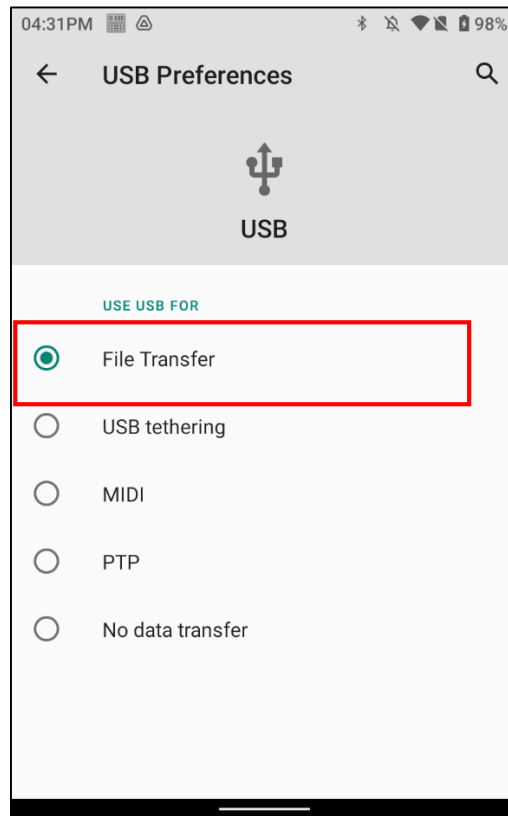 04:31PM 98%
USB Preferences
USB
USE USB FOR
File Transfer
USB tethering
MIDI
PTP
No data transfer